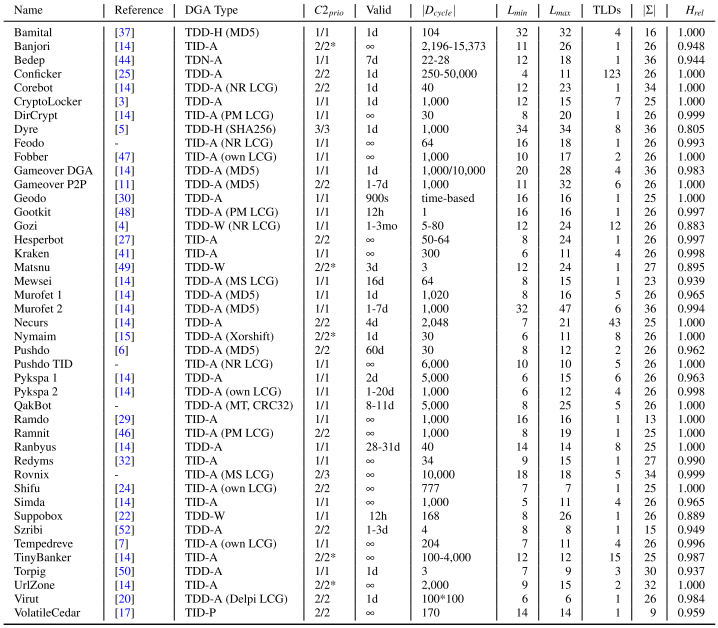 Name Reference DGA Type C2prio Valid |Dcycle| Lmin Lmax TLDs |Σ| Hrel
Bamital [37] TDD-H (MD5) 1/1 1d 104 32 32 4 16 1.000
Banjori [14] TID-A 2/2* ∞ 2,196-15,373 11 26 1 26 0.948
Bedep [44] TDN-A 1/1 7d 22-28 12 18 1 36 0.944
Conficker [25] TDD-A 1/1 1d 250-50,000 4 11 123 26 1.000
Corebot [14] TDD-A (NR LCG) 1/1 1d 40 12 23 1 34 1.000
CryptoLocker [3] TDD-A 1/1 1d 1,000 12 15 7 25 1.000
DirCrypt [14] TID-A (PM LCG) 1/1 ∞ 30 8 20 1 26 0.999
Dyre [5] TDD-H (SHA256) 3/3 1d 1,000 34 34 8 36 0.805
Feodo - TID-A (NR LCG) 1/1 ∞ 64 16 18 1 26 0.993
Fobber [47] TID-A (own LCG) 1/1 ∞ 1,000 10 17 2 26 1.000
Gameover DGA [14] TDD-A (MD5) 1/1 1d 1,000/10,000 20 28 4 36 0.983
Gameover P2P [11] TDD-A (MD5) 2/2 1-7d 1,000 11 32 6 26 1.000
Geodo [30] TDD-A 1/1 900s time-based 16 16 1 25 1.000
Gootkit [48] TDD-A (PM LCG) 1/1 12h 1 16 16 1 26 0.997
Gozi [4] TDD-W (NR LCG) 1/1 1-3mo 5-80 12 24 12 26 0.883
Hesperbot [27] TID-A 2/2 ∞ 50-64 8 24 1 26 0.997
Kraken [41] TID-A 1/1 ∞ 300 6 11 4 26 0.998
Matsnu [49] TDD-W 2/2* 3d 3 12 24 1 27 0.895
Mewsei [14] TDD-A (MS LCG) 1/1 16d 64 8 15 1 23 0.939
Murofet 1 [14] TDD-A (MD5) 1/1 1d 1,020 8 16 5 26 0.965
Murofet 2 [14] TDD-A (MD5) 1/1 1-7d 1,000 32 47 6 36 0.994
Necurs [14] TDD-A 2/2 4d 2,048 7 21 43 25 1.000
Nymaim [15] TDD-A (Xorshift) 2/2* 1d 30 6 11 8 26 1.000
Pushdo [6] TDD-A (MD5) 2/2 60d 30 8 12 2 26 0.962
Pushdo TID - TID-A (NR LCG) 1/1 ∞ 6,000 10 10 5 26 1.000
Pykspa 1 [14] TDD-A 1/1 2d 5,000 6 15 6 26 0.963
Pykspa 2 [14] TDD-A (own LCG) 1/1 1-20d 1,000 6 12 4 26 0.998
QakBot - TDD-A (MT, CRC32) 1/1 8-11d 5,000 8 25 5 26 1.000
Ramdo [29] TID-A 1/1 ∞ 1,000 16 16 1 13 1.000
Ramnit [46] TID-A (PM LCG) 2/2 ∞ 1,000 8 19 1 25 1.000
Ranbyus [14] TDD-A 1/1 28-31d 40 14 14 8 25 1.000
Redyms [32] TID-A 1/1 ∞ 34 9 15 1 27 0.990
Rovnix - TID-A (MS LCG) 2/3 ∞ 10,000 18 18 5 34 0.999
Shifu [24] TID-A (own LCG) 2/2 ∞ 777 7 7 1 25 1.000
Simda [14] TID-A 1/1 ∞ 1,000 5 11 4 26 0.965
Suppobox [22] TDD-W 1/1 12h 168 8 26 1 26 0.889
Szribi [52] TDD-A 2/2 1-3d 4 8 8 1 15 0.949
Tempedreve [7] TID-A (own LCG) 1/1 ∞ 204 7 11 4 26 0.996
TinyBanker [14] TID-A 2/2* ∞ 100-4,000 12 12 15 25 0.987
Torpig [50] TDD-A 1/1 1d 3 7 9 3 30 0.937
UrlZone [14] TID-A 2/2* ∞ 2,000 9 15 2 32 1.000
Virut [20] TDD-A (Delpi LCG) 2/2 1d 100*100 6 6 1 26 0.984
VolatileCedar [17] TID-P 2/2 ∞ 170 14 14 1 9 0.959